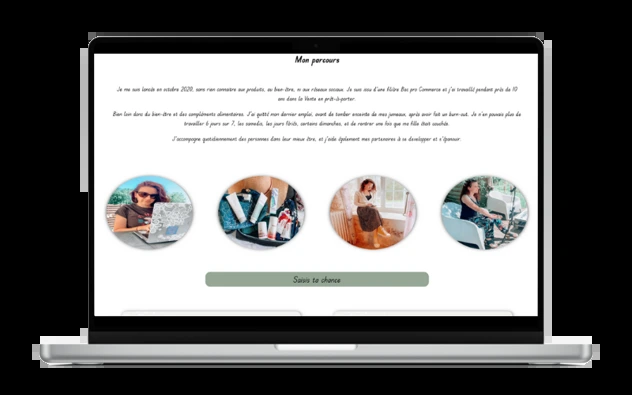 Mon parcours
Je me suis lancée en octobre 2020, sans rien connaitre aux produits, au bien-être, ni aux réseaux sociaux. Je suis issu d'une filière Bac pro Commerce et j'ai travaillé pendant près de 10
ans dans la Vente en prêt-à-porter.
Bien loin donc du bien-être et des compléments alimentaires. J'ai quitté mon dernier emploi, avant de tomber enceinte de mes jumeaux, après avoir fait un burn-out. Je n'en pouvais plus de
travailler 6 jours sur 7, les samedis, les jours fériés, certains dimanches, et de rentrer une fois que ma fille était couchée.
J'accompagne quotidiennement des personnes dans leur mieux être, et j'aide également mes partenaires à se développer et s'épanouir.
Saisis ta chance